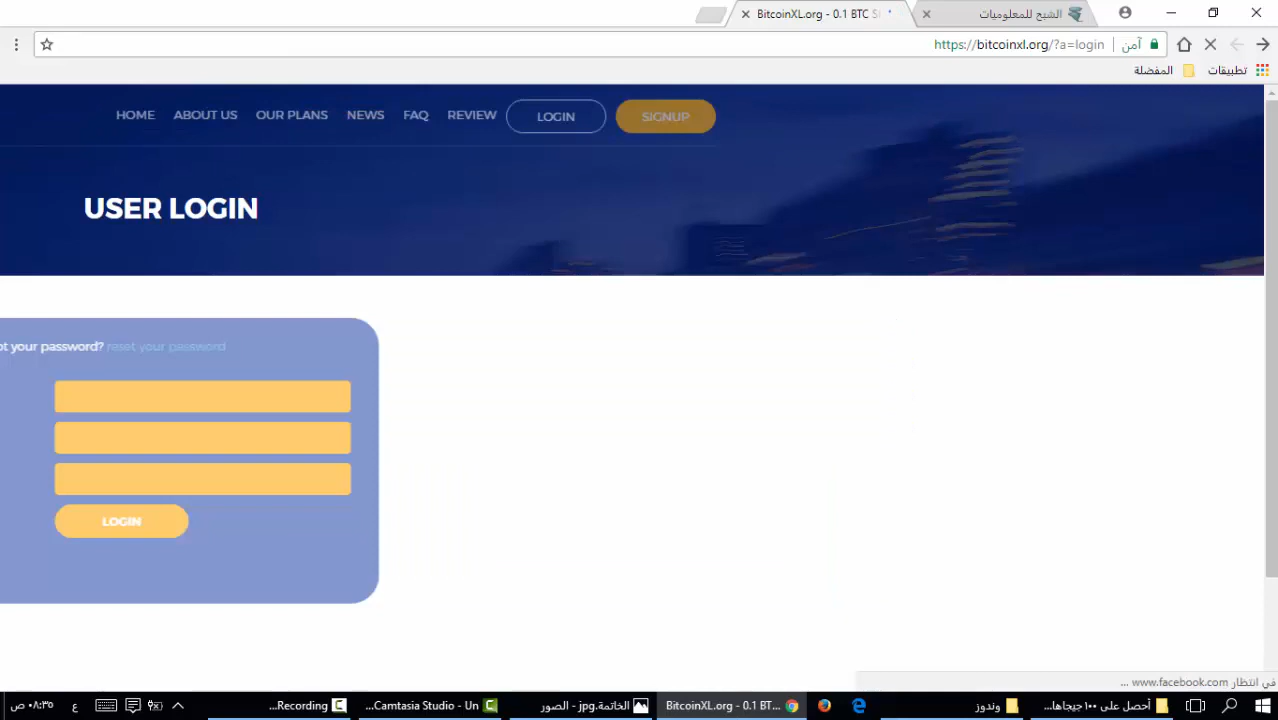 BitcoinXL.org - 0.1 BTC
الشيخ للمعلوميات
آمن | https://bitcoinxl.org/?a=login
تطبيقات
المفضلة
HOME ABOUT US OUR PLANS NEWS FAQ REVIEW LOGIN SIGNUP
USER LOGIN
ot your password? reset your password
LOGIN
في انتظار www.facebook.com ...
٠٨:٣٥ ص
ع
Recording...
Camtasia Studio - Un...
الخاتمة.jpg - الصور
BitcoinXL.org - 0.1 BT...
وندوز
أحصل على ١٠٠ جيجاها...